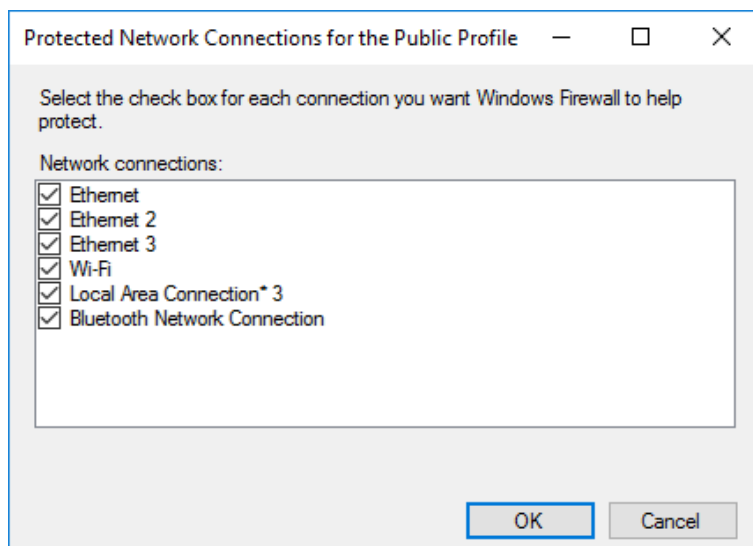 Protected Network Connections for the Public Profile
Select the check box for each connection you want Windows Firewall to help
protect.
Network connections:
Ethernet
Ethernet 2
Ethernet 3
Wi-Fi
Local Area Connection* 3
Bluetooth Network Connection
OK Cancel